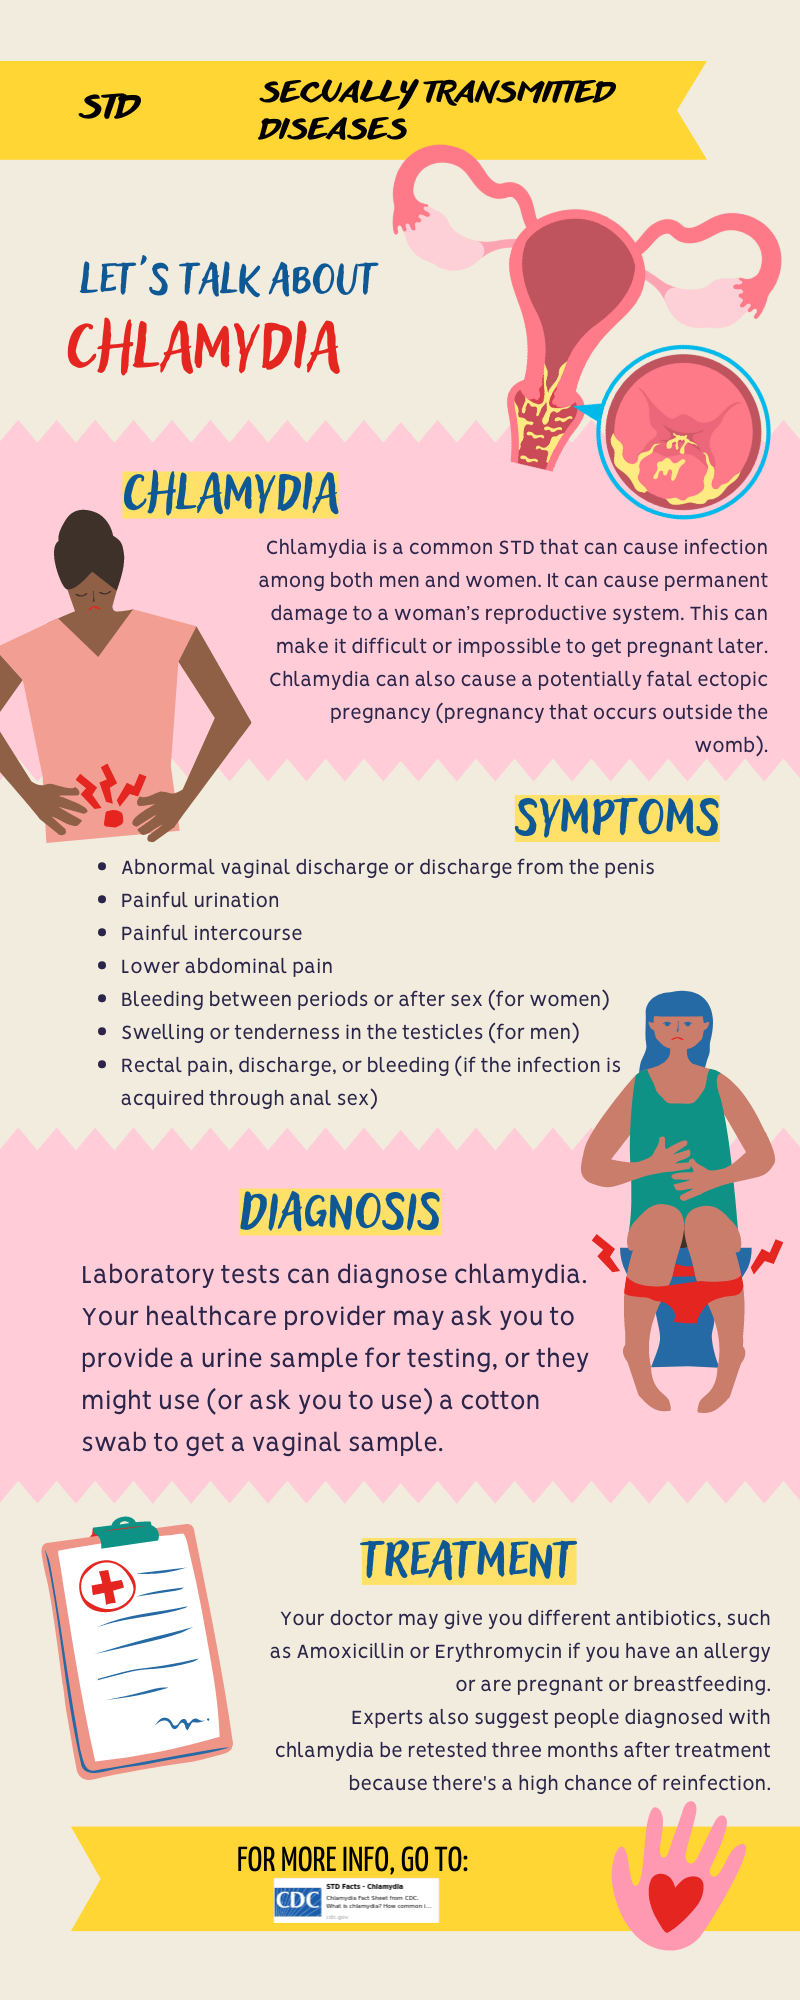 STD
SECUALLY TRANSMITTED
DISEASES
LET'S TALK ABOUT
CHLAMYDIA
CHLAMYDIA
Chlamydia is a common STD that can cause infection
among both men and women. It can cause permanent
damage to a woman's reproductive system. This can
make it difficult or impossible to get pregnant later.
Chlamydia can also cause a potentially fatal ectopic
pregnancy (pregnancy that occurs outside the
womb).
SYMPTOMS
• Abnormal vaginal discharge or discharge from the penis
• Painful urination
• Painful intercourse
• Lower abdominal pain
• Bleeding between periods or after sex (for women)
• Swelling or tenderness in the testicles (for men)
• Rectal pain, discharge, or bleeding (if the infection is
acquired through anal sex)
DIAGNOSIS
Laboratory tests can diagnose chlamydia.
Your healthcare provider may ask you to
provide a urine sample for testing, or they
might use (or ask you to use) a cotton
swab to get a vaginal sample.
TREATMENT
Your doctor may give you different antibiotics, such
as Amoxicillin or Erythromycin if you have an allergy
or are pregnant or breastfeeding.
Experts also suggest people diagnosed with
chlamydia be retested three months after treatment
because there's a high chance of reinfection.
FOR MORE INFO, GO TO:
CDC
STD Facts - Chlamydia
Chlamydia Fact Sheet from CDC.
What is chlamydia? How common i...
cdc.gov